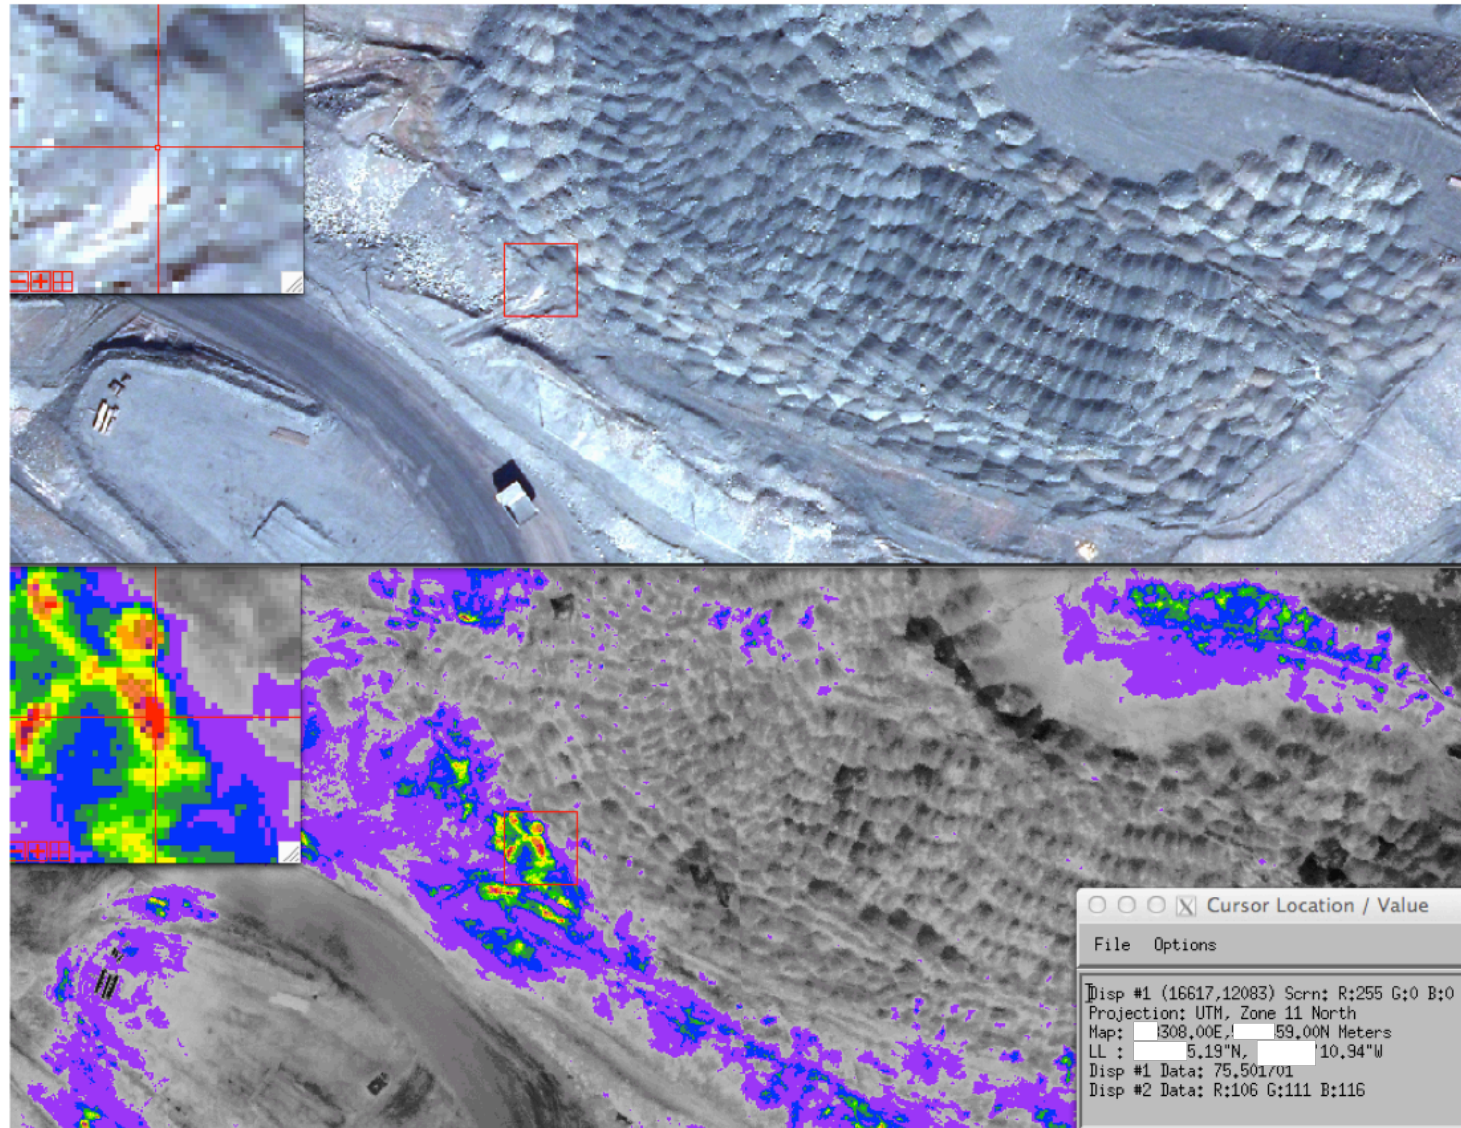 Cursor Location / Value
File Options
Disp #1 (16617,12083) Scrn: R:255 G:0 B:0
Projection: UTM, Zone 11 North
Map: 308.00E, 59.00N Meters
LL : 5.19"N, '10.94"W
Disp #1 Data: 75.501701
Disp #2 Data: R:106 G:111 B:116